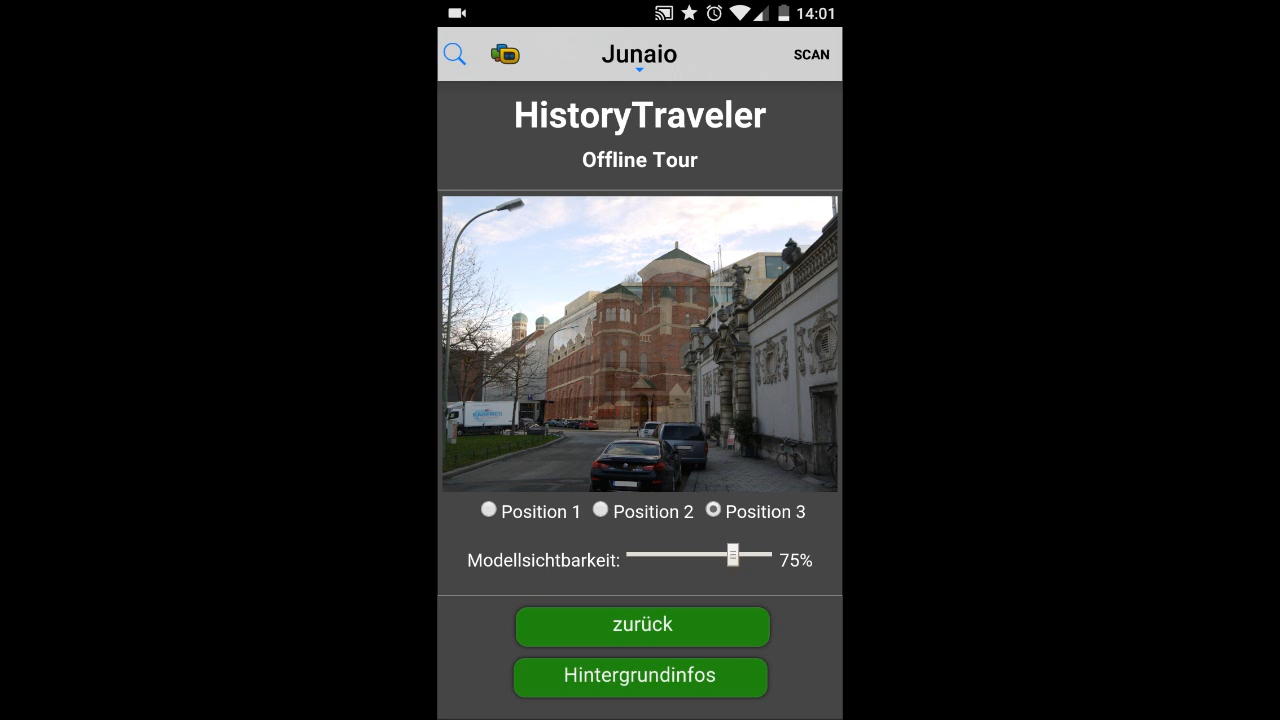 14:01
Junaio
SCAN
HistoryTraveler
Offline Tour
Position 1 Position 2 Position 3
Modellsichtbarkeit: 75%
zurück
Hintergrundinfos